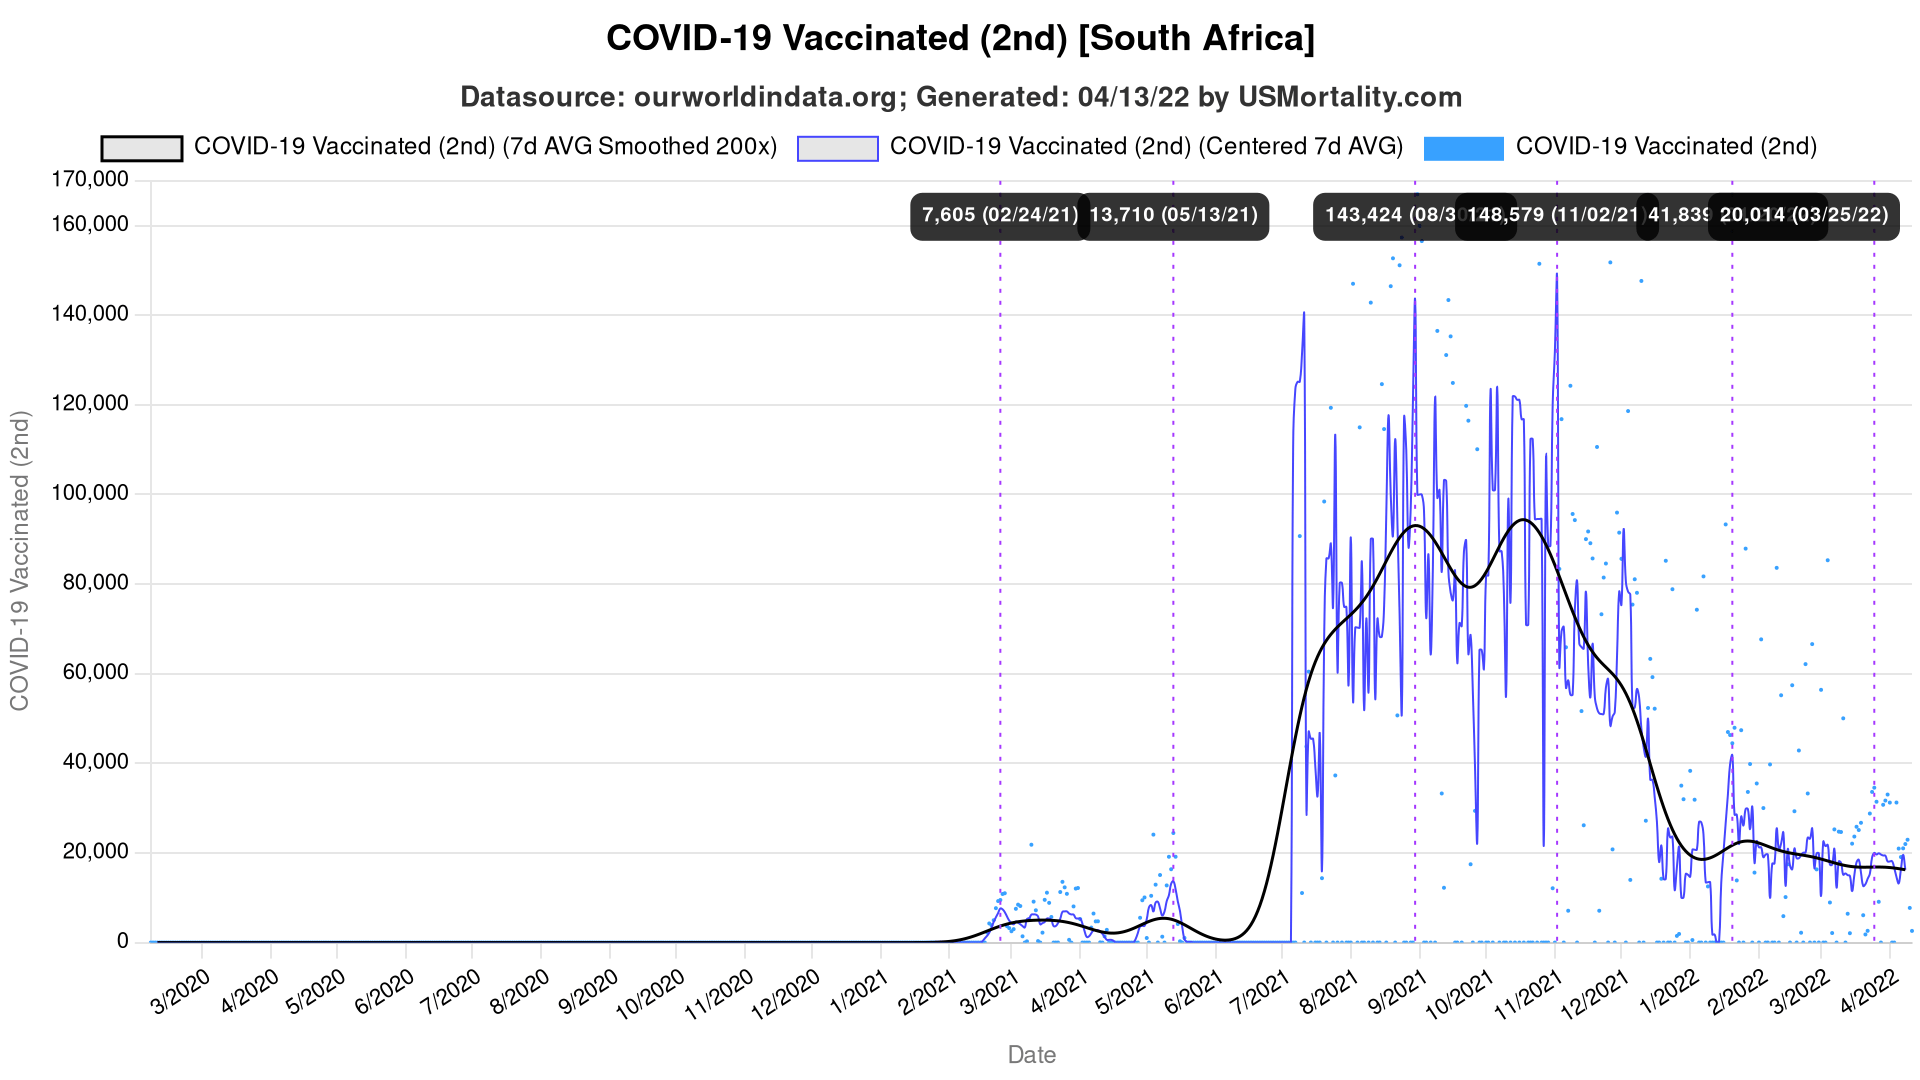 COVID-19 Vaccinated (2nd) [South Africa]
Datasource: ourworldindata.org; Generated: 04/13/22 by USMortality.com
COVID-19 Vaccinated (2nd) (7d AVG Smoothed 200x) COVID-19 Vaccinated (2nd) (Centered 7d AVG) COVID-19 Vaccinated (2nd)
7,605 (02/24/21) 13,710 (05/13/21) 143,424 (08/30 148,579 (11/02/21) 41,839 20,014 (03/25/22)
170,000
160,000
140,000
120,000
100,000
80,000
60,000
40,000
20,000
0
COVID-19 Vaccinated (2nd)
3/2020 4/2020 5/2020 6/2020 7/2020 8/2020 9/2020 10/2020 11/2020 12/2020 1/2021 2/2021 3/2021 4/2021 5/2021 6/2021 7/2021 8/2021 9/2021 10/2021 11/2021 12/2021 1/2022 2/2022 3/2022 4/2022
Date